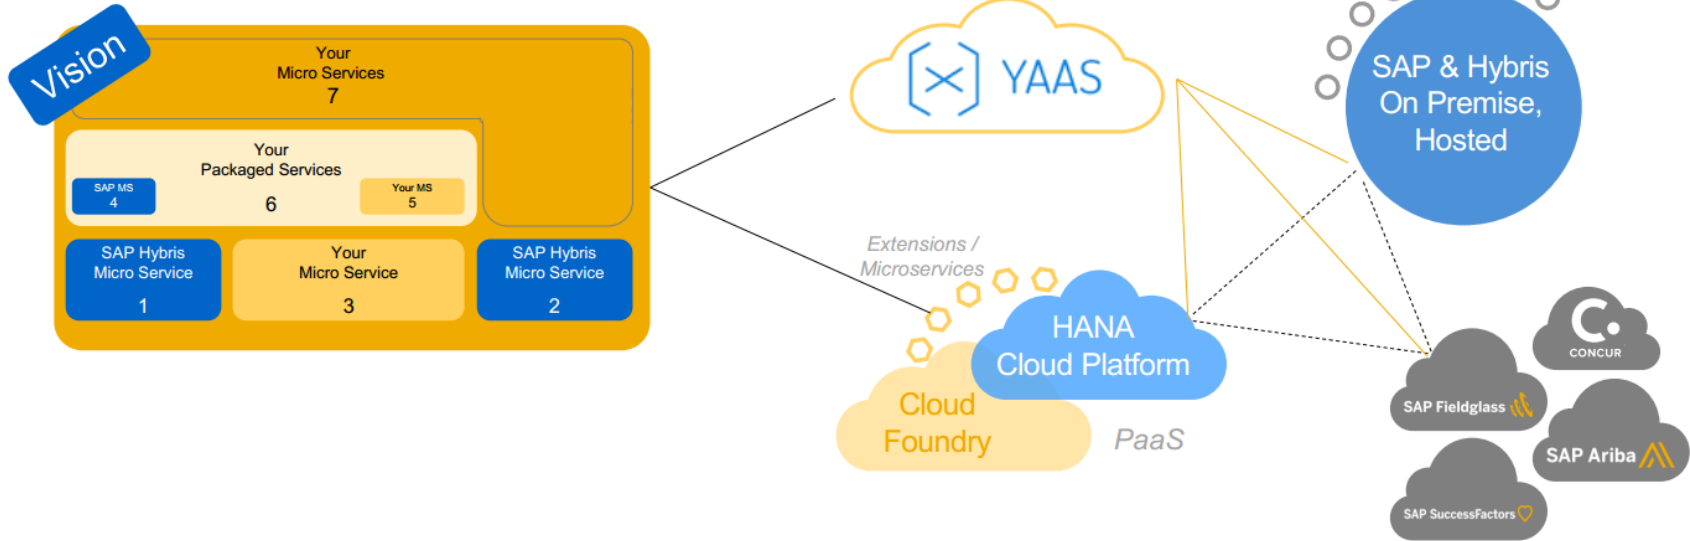 Vision
Your
Micro Services
7
Your
Packaged Services
6
SAP MS
4
Your MS
5
SAP Hybris
Micro Service
1
Your
Micro Service
3
SAP Hybris
Micro Service
2
YAAS
Extensions /
Microservices
HANA
Cloud Platform
Cloud
Foundry
PaaS
SAP & Hybris
On Premise,
Hosted
C.
CONCUR
SAP Fieldglass
SAP Ariba
SAP SuccessFactors